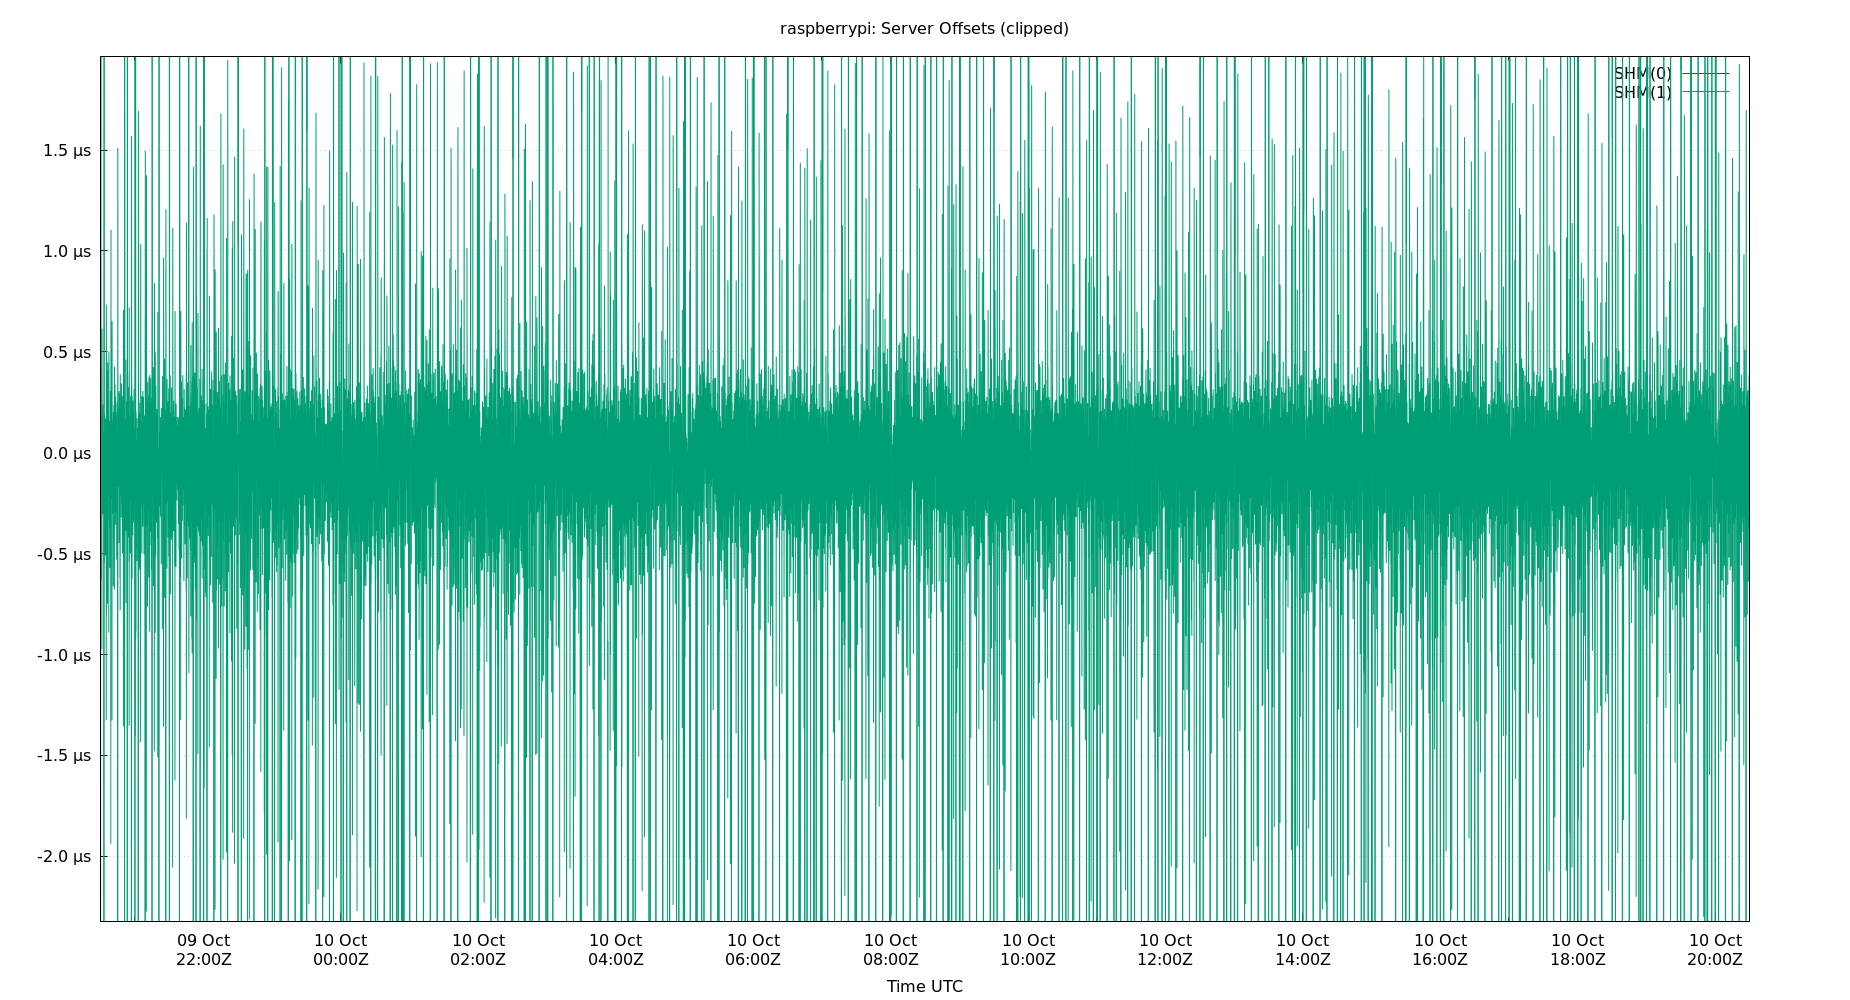 raspberrypi: Server Offsets (clipped)
SHM(0)
SHM(1)
1.5 µs
1.0 µs
0.5 µs
0.0 µs
-0.5 µs
-1.0 µs
-1.5 µs
-2.0 µs
09 Oct 10 Oct 10 Oct 10 Oct 10 Oct 10 Oct 10 Oct 10 Oct 10 Oct 10 Oct 10 Oct 10 Oct
22:00Z 00:00Z 02:00Z 04:00Z 06:00Z 08:00Z 10:00Z 12:00Z 14:00Z 16:00Z 18:00Z 20:00Z
Time UTC